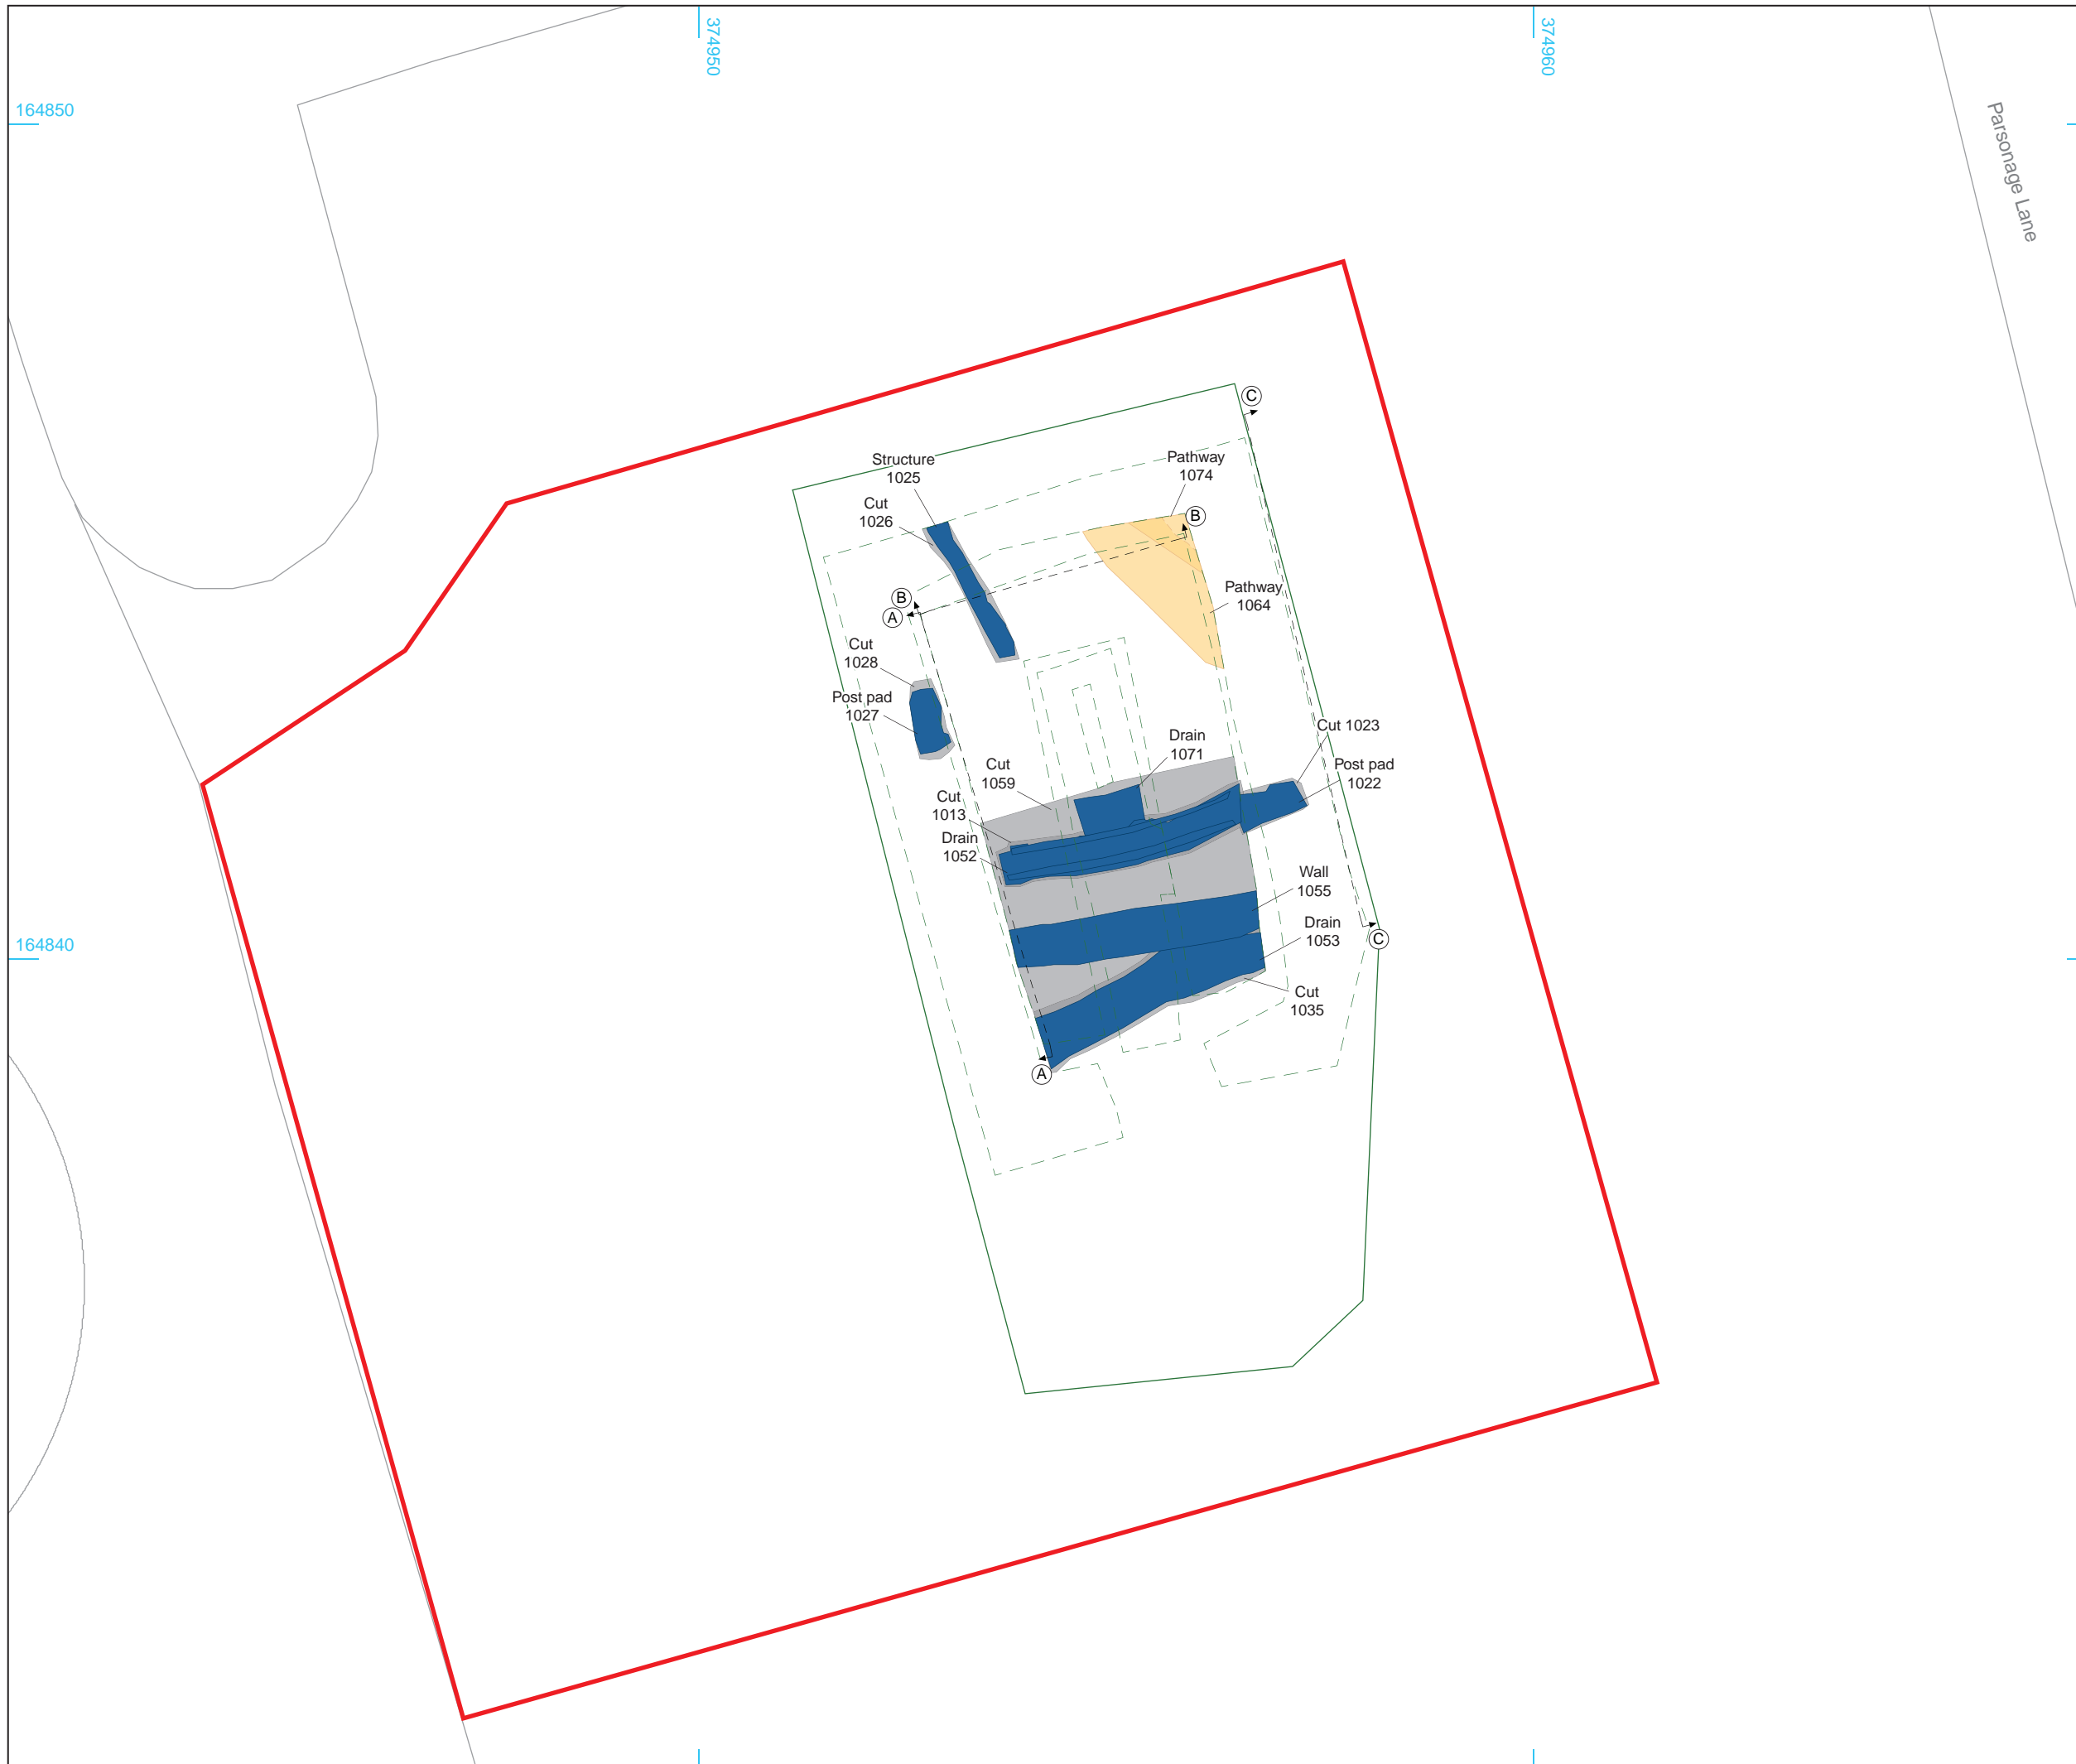 374950
374960
164850
Parsonage Lane
C
Structure
1025
Pathway
1074
Cut
1026
B
Pathway
1064
B
A
Cut
1028
Post pad
1027
Cut 1023
Drain
1071
Post pad
1022
Cut
1059
Cut
1013
Drain
1052
Wall
1055
Drain
1053
164840
C
Cut
1035
A